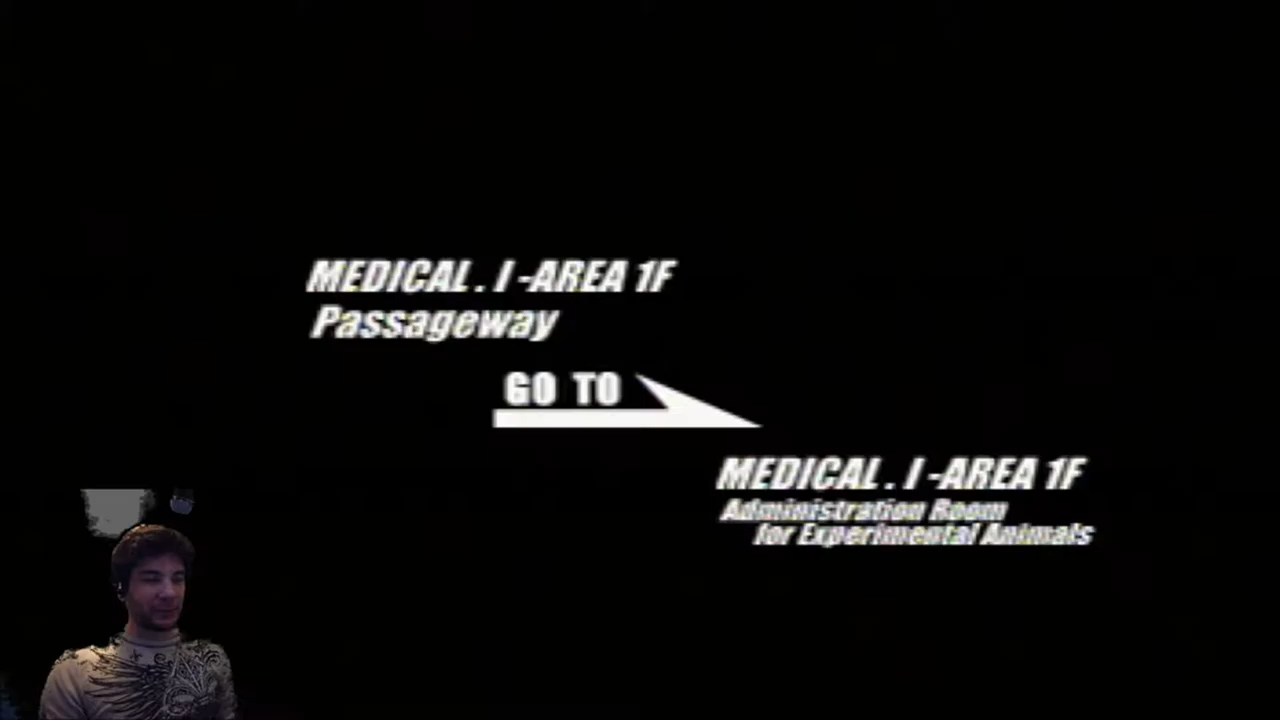 MEDICAL . I -AREA 1F
Passageway
GO TO
MEDICAL . I -AREA 1F
Administration Room
for Experimental Animals